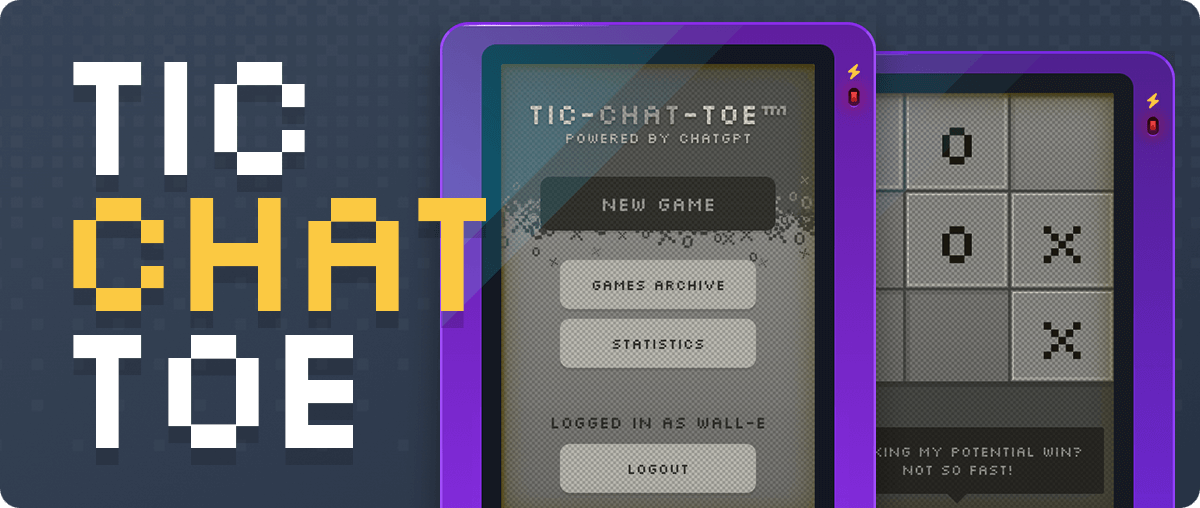 TIC
CHAT
TOE
TIC-CHAT-TOE™
POWERED BY CHATGPT
NEW GAME
GAMES ARCHIVE
STATISTICS
LOGGED IN AS WALL-E
LOGOUT
O
O X
X
MY POTENTIAL WIN?
NOT SO FAST!